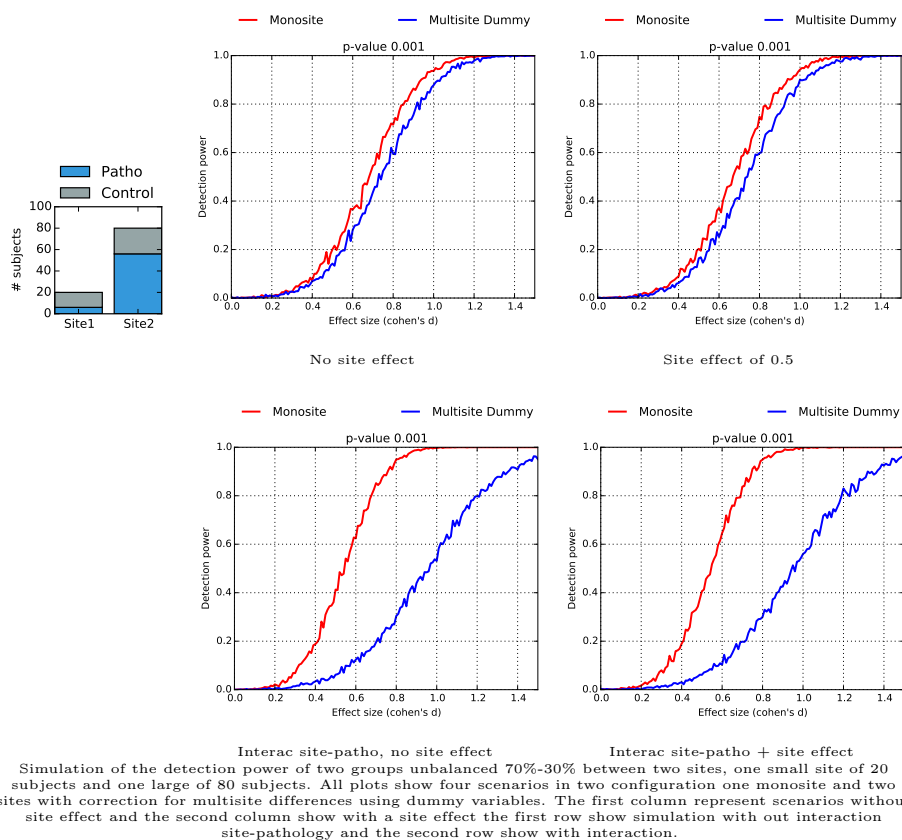 Monosite Multisite Dummy
p-value 0.001
1.0
0.8
0.6
0.4
0.2
0.0
Detection power
0.0 0.2 0.4 0.6 0.8 1.0 1.2 1.4
Effect size (cohen's d)
No site effect
Monosite Multisite Dummy
p-value 0.001
1.0
0.8
0.6
0.4
0.2
0.0
Detection power
0.0 0.2 0.4 0.6 0.8 1.0 1.2 1.4
Effect size (cohen's d)
Site effect of 0.5
Patho
Control
100
80
60
40
20
0
# subjects
Site1 Site2
Monosite Multisite Dummy
p-value 0.001
1.0
0.8
0.6
0.4
0.2
0.0
Detection power
0.0 0.2 0.4 0.6 0.8 1.0 1.2 1.4
Effect size (cohen's d)
Interac site-patho, no site effect
Monosite Multisite Dummy
p-value 0.001
1.0
0.8
0.6
0.4
0.2
0.0
Detection power
0.0 0.2 0.4 0.6 0.8 1.0 1.2 1.4
Effect size (cohen's d)
Interac site-patho + site effect
Simulation of the detection power of two groups unbalanced 70%-30% between two sites, one small site of 20
subjects and one large of 80 subjects. All plots show four scenarios in two configuration one monosite and two
sites with correction for multisite differences using dummy variables. The first column represent scenarios withou
site effect and the second column show with a site effect the first row show simulation with out interaction
site-pathology and the second row show with interaction.